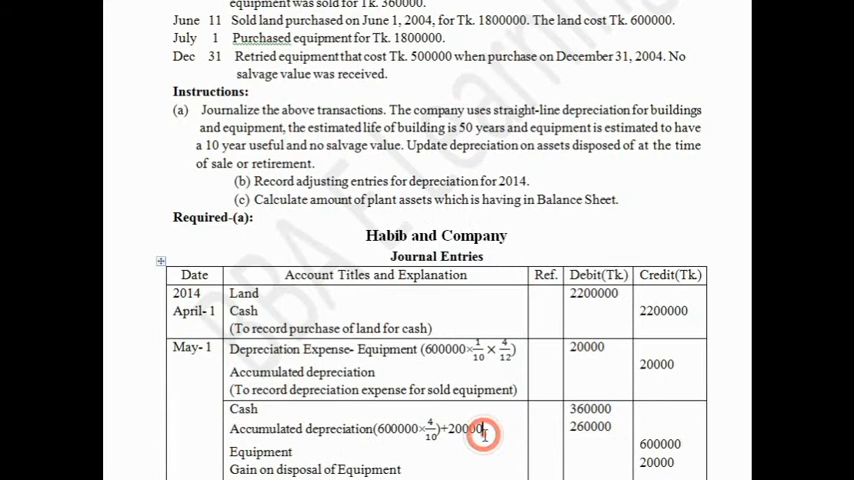 equipment was sold for Tk. 360000.
June 11 Sold land purchased on June 1, 2004, for Tk. 1800000. The land cost Tk. 600000.
July 1 Purchased equipment for Tk. 1800000.
Dec 31 Retried equipment that cost Tk. 500000 when purchase on December 31, 2004. No
salvage value was received.
Instructions:
(a) Journalize the above transactions. The company uses straight-line depreciation for buildings
and equipment, the estimated life of building is 50 years and equipment is estimated to have
a 10 year useful and no salvage value. Update depreciation on assets disposed of at the time
of sale or retirement.
(b) Record adjusting entries for depreciation for 2014.
(c) Calculate amount of plant assets which is having in Balance Sheet.
Required-(a):
Habib and Company
Journal Entries
Date Account Titles and Explanation Ref. Debit(Tk.) Credit(Tk.)
2014 Land 2200000
April- 1 Cash 2200000
(To record purchase of land for cash)
May- 1 Depreciation Expense- Equipment (600000×1/10 × 4/12) 20000
Accumulated depreciation 20000
(To record depreciation expense for sold equipment)
Cash 360000
Accumulated depreciation(600000×4/10)+20000 260000
Equipment 600000
Gain on disposal of Equipment 20000
BBA E Learning